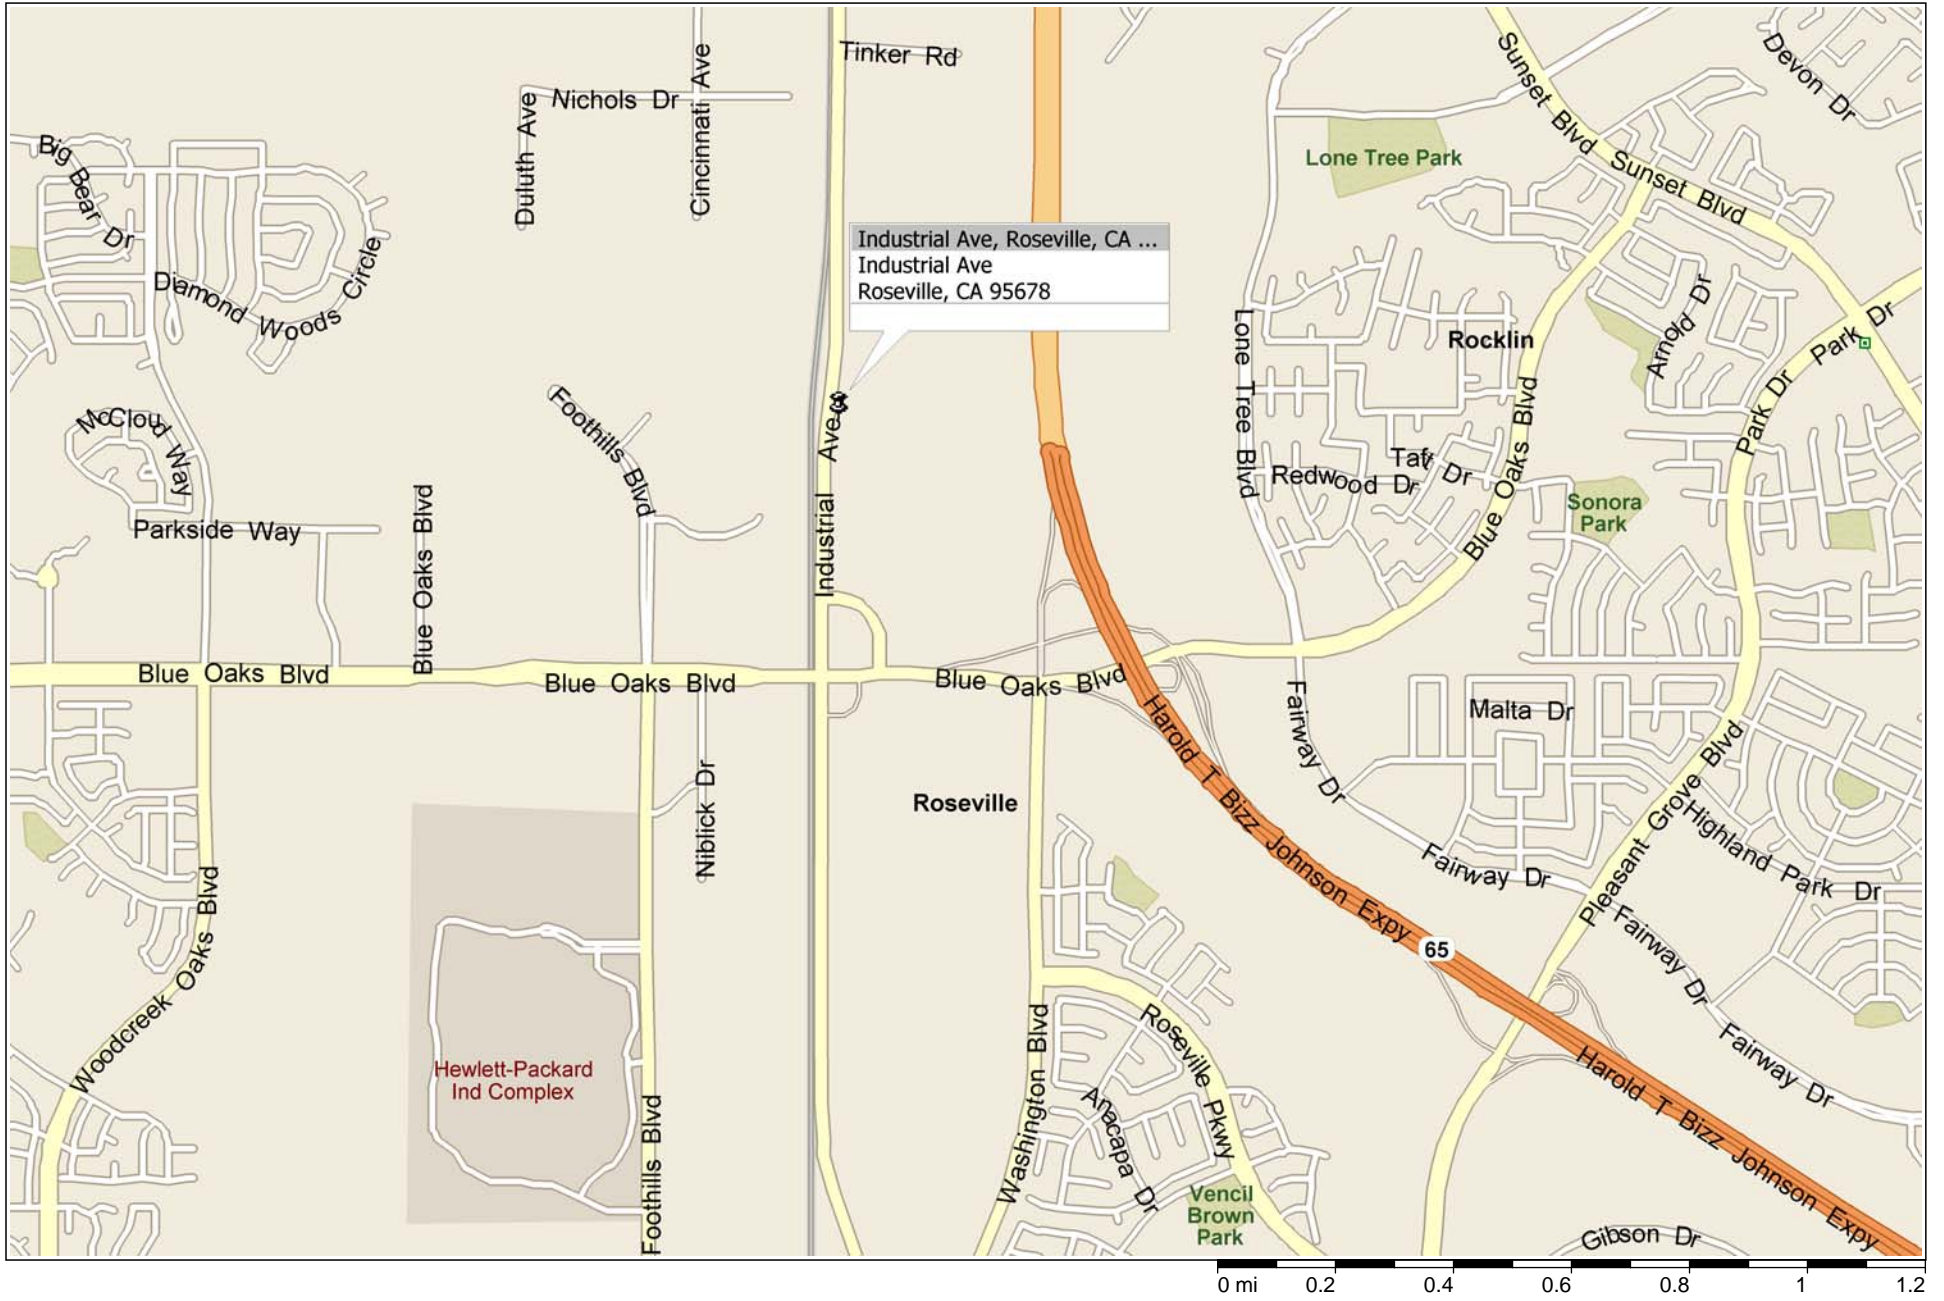 Tinker Rd
Nichols Dr
Duluth Ave
Cincinnati Ave
Sunset Blvd
Sunset Blvd
Devon Dr
Big Bear Dr
Lone Tree Park
Industrial Ave, Roseville, CA ...
Industrial Ave
Roseville, CA 95678
Diamond Woods Circle
Lone Tree Blvd
Rocklin
Arnold Dr
Park Dr
Park Dr
McCloud Way
Foothills Blvd
Industrial Ave
Blue Oaks Blvd
Taft Dr
Redwood Dr
Sonora
Park
Parkside Way
Blue Oaks Blvd
Blue Oaks Blvd
Blue Oaks Blvd
Blue Oaks Blvd
Blue Oaks Blvd
Fairway Dr
Malta Dr
Harold T Bizz Johnson Expy
Niblick Dr
Roseville
Pleasant Grove Blvd
Highland Park Dr
Fairway Dr
Fairway Dr
Fairway Dr
65
Woodcreek Oaks Blvd
Hewlett-Packard
Ind Complex
Foothills Blvd
Washington Blvd
Roseville Pkwy
Anacapa Dr
Harold T Bizz Johnson Expy
Vencil
Brown
Park
Gibson Dr
0 mi 0.2 0.4 0.6 0.8 1 1.2